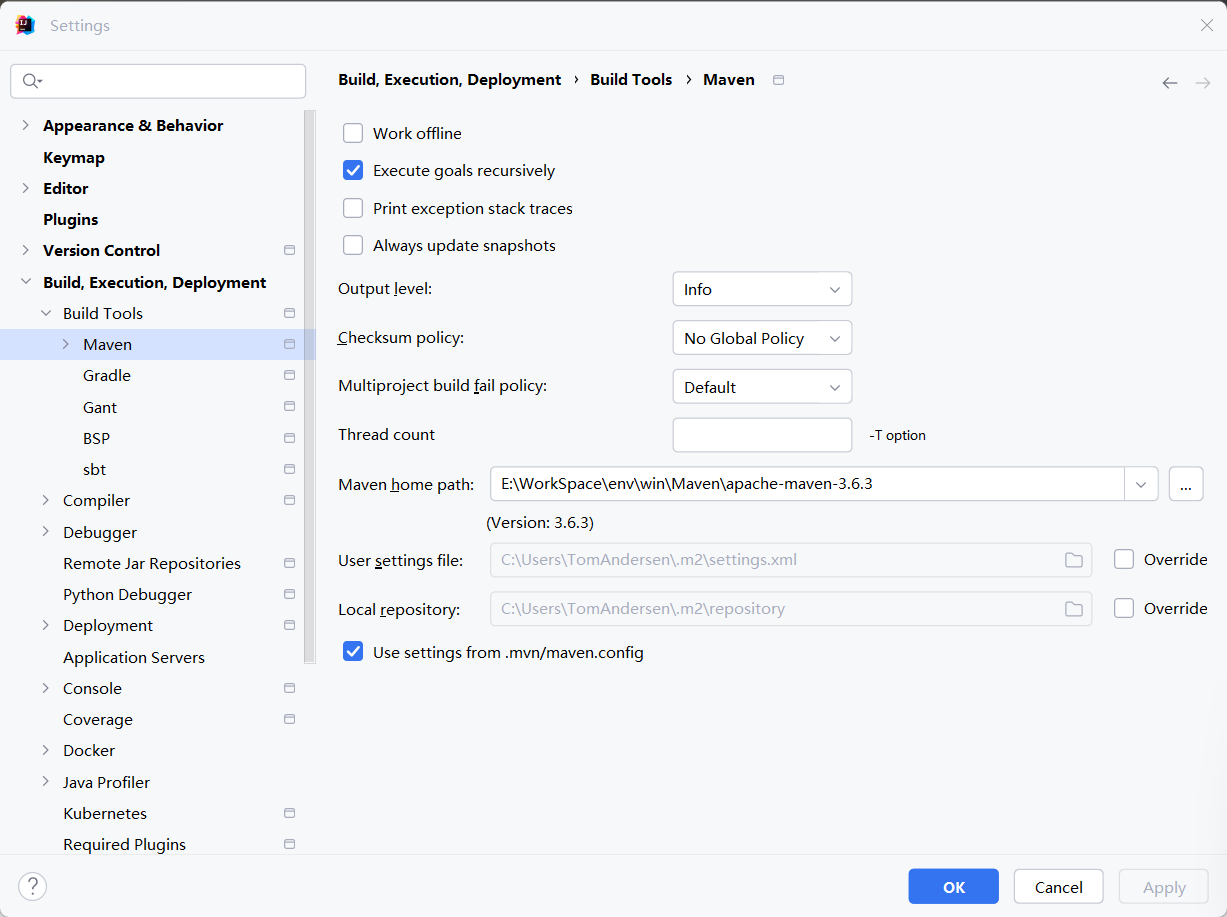 Settings
Build, Execution, Deployment › Build Tools › Maven
Appearance & Behavior
Keymap
Editor
Plugins
Version Control
Build, Execution, Deployment
Build Tools
Maven
Gradle
Gant
BSP
sbt
Compiler
Debugger
Remote Jar Repositories
Python Debugger
Deployment
Application Servers
Console
Coverage
Docker
Java Profiler
Kubernetes
Required Plugins
Work offline
Execute goals recursively
Print exception stack traces
Always update snapshots
Output level: Info
Checksum policy: No Global Policy
Multiproject build fail policy: Default
Thread count -T option
Maven home path: E:\WorkSpace\env\win\Maven\apache-maven-3.6.3 ...
(Version: 3.6.3)
User settings file: C:\Users\TomAndersen\.m2\settings.xml Override
Local repository: C:\Users\TomAndersen\.m2\repository Override
Use settings from .mvn/maven.config
? OK Cancel Apply